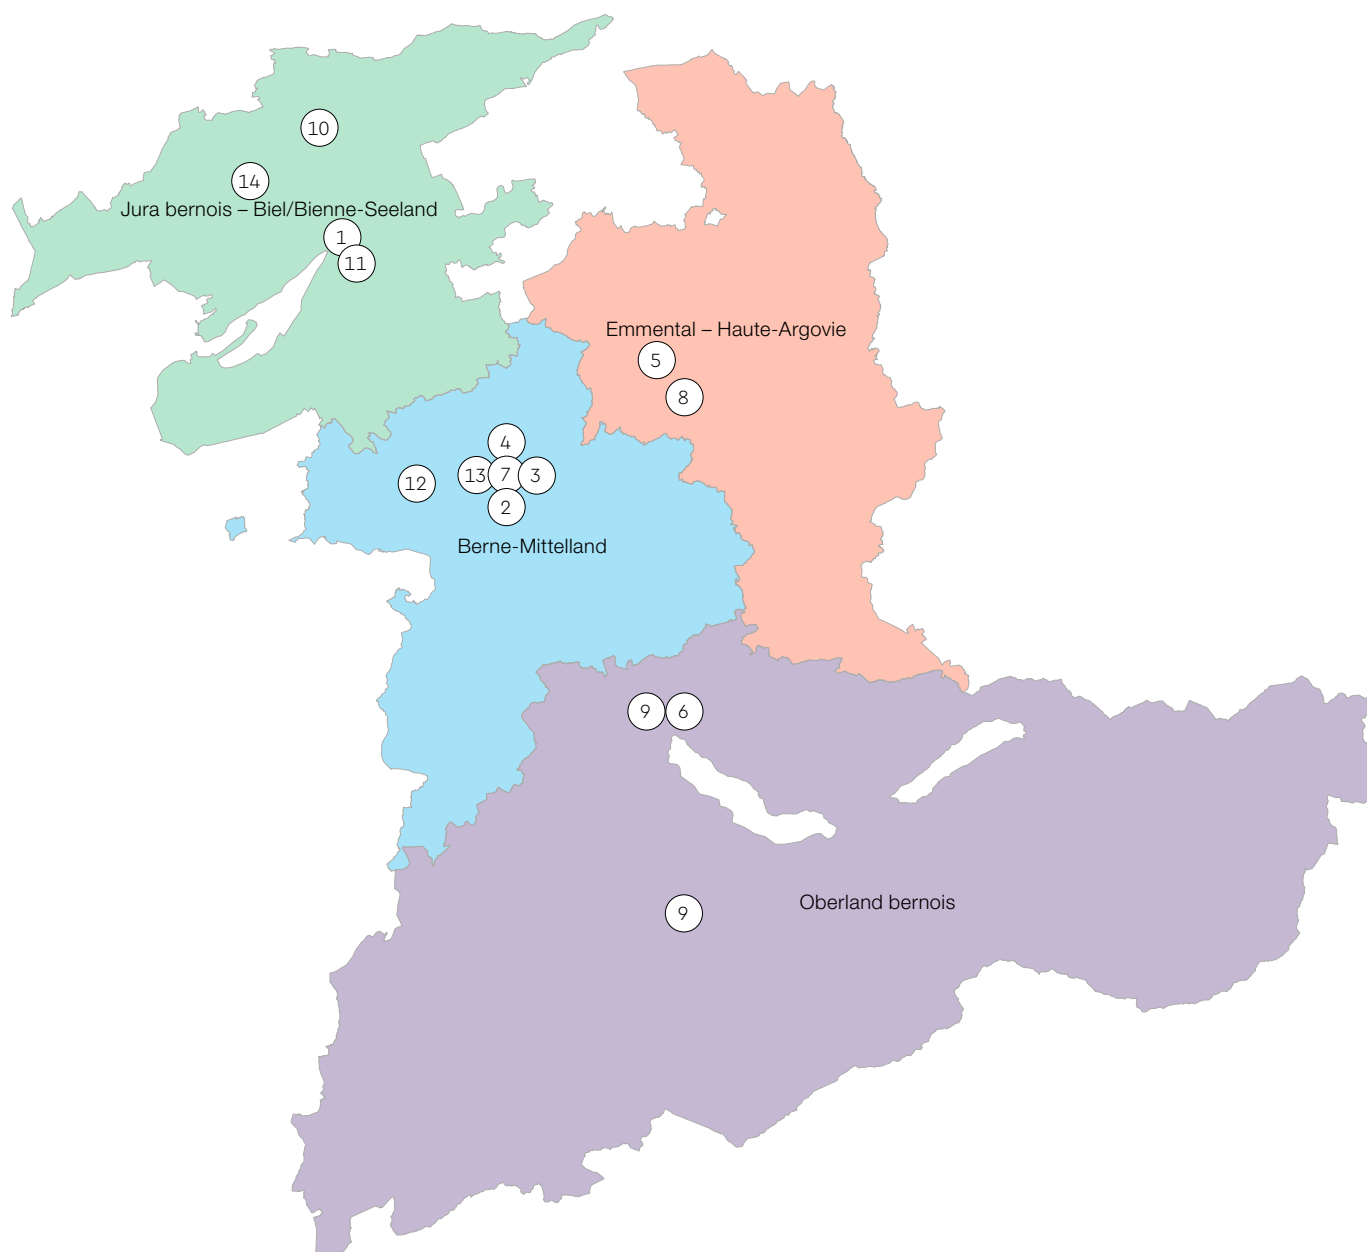 10
14
Jura bernois – Biel/Bienne-Seeland
1
11
Emmental – Haute-Argovie
5
8
4
13 7 3
12
2
Berne-Mittelland
9 6
Oberland bernois
9